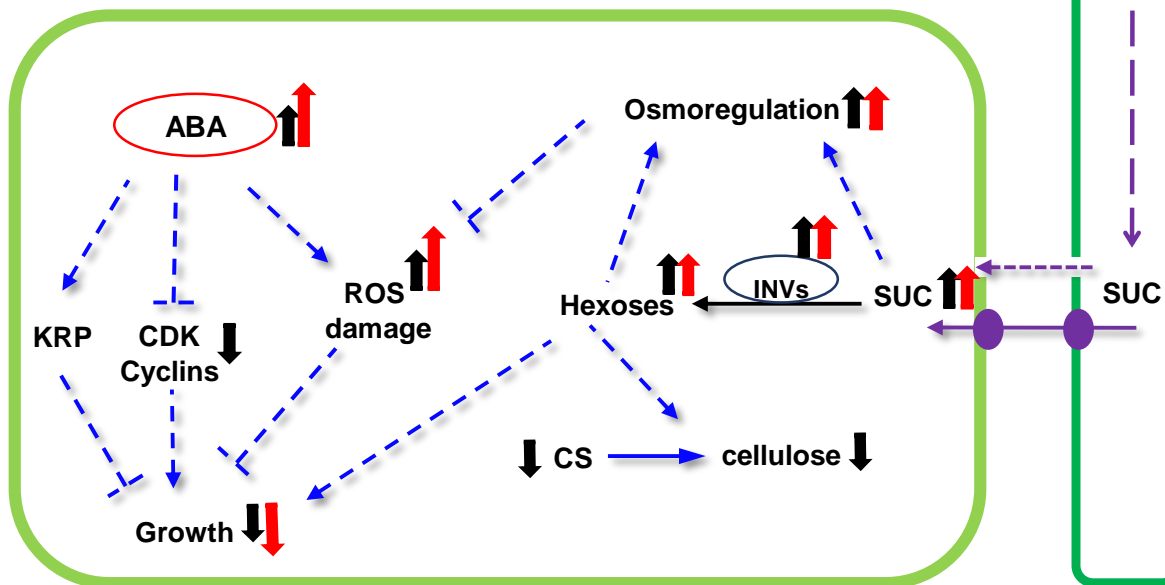 ABA
Osmoregulation
ROS
damage
Hexoses
INVs
SUC
SUC
KRP
CDK
Cyclins
CS
cellulose
Growth